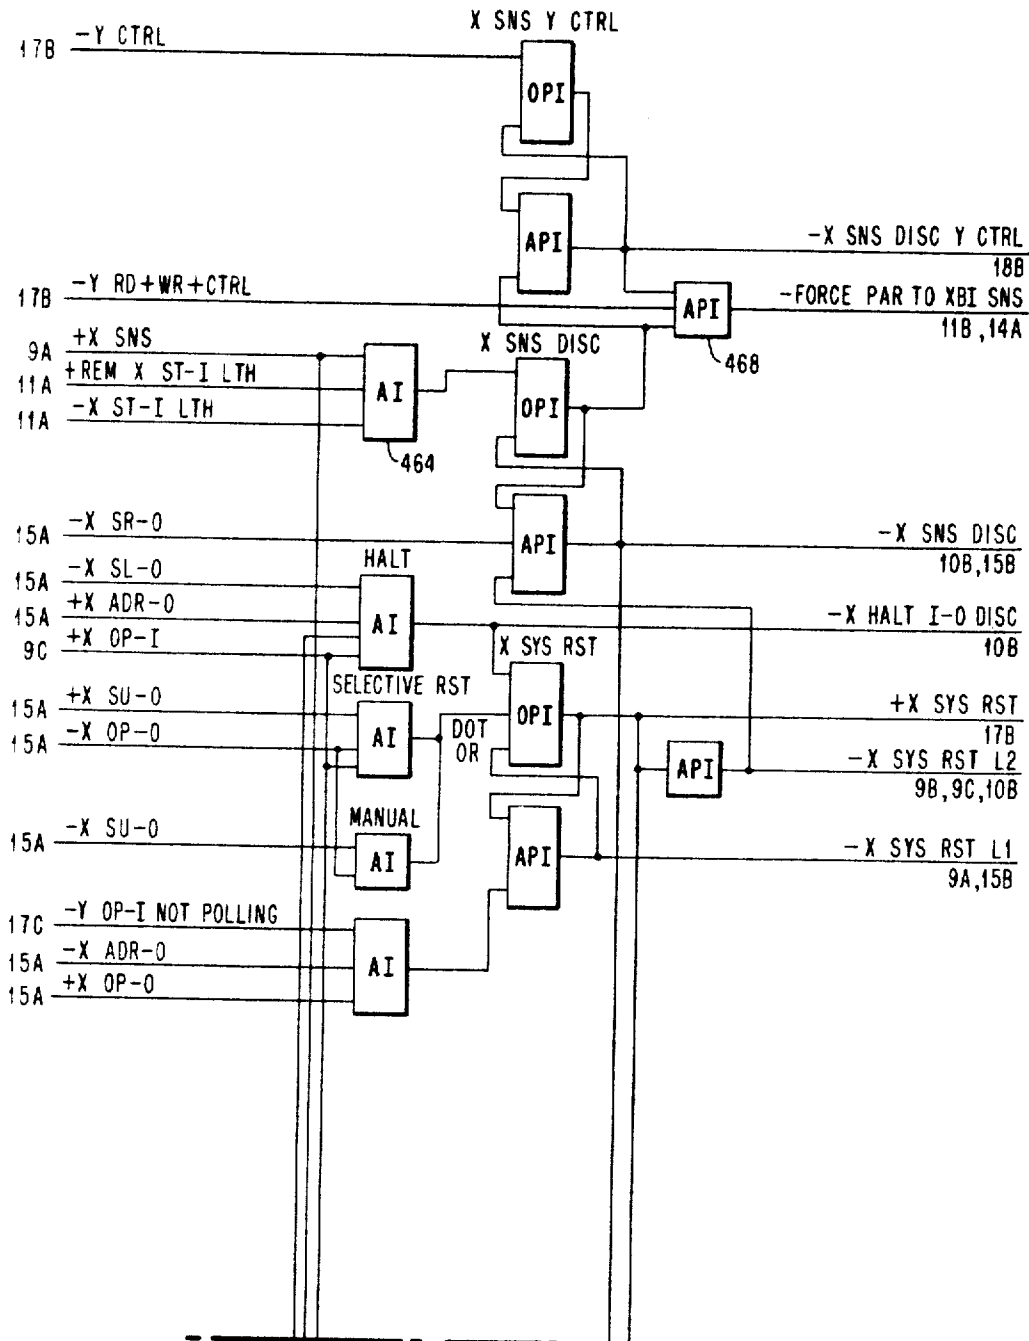 X SNS Y CTRL
17B -Y CTRL
OPI
API
-X SNS DISC Y CTRL
18B
17B -Y RD+WR+CTRL
API
-FORCE PAR TO XBI SNS
11B, 14A
468
9A +X SNS
11A +REM X ST-I LTH
11A -X ST-I LTH
AI
464
X SNS DISC
OPI
15A -X SR-0
API
-X SNS DISC
10B, 15B
HALT
15A -X SL-0
15A +X ADR-0
9C +X OP-I
AI
-X HALT I-0 DISC
10B
X SYS RST
SELECTIVE RST
15A +X SU-0
15A -X OP-0
AI
DOT
OR
OPI
+X SYS RST
17B
API
-X SYS RST L2
9B, 9C, 10B
MANUAL
15A -X SU-0
AI
API
-X SYS RST L1
9A, 15B
17C -Y OP-I NOT POLLING
15A -X ADR-0
15A +X OP-0
AI